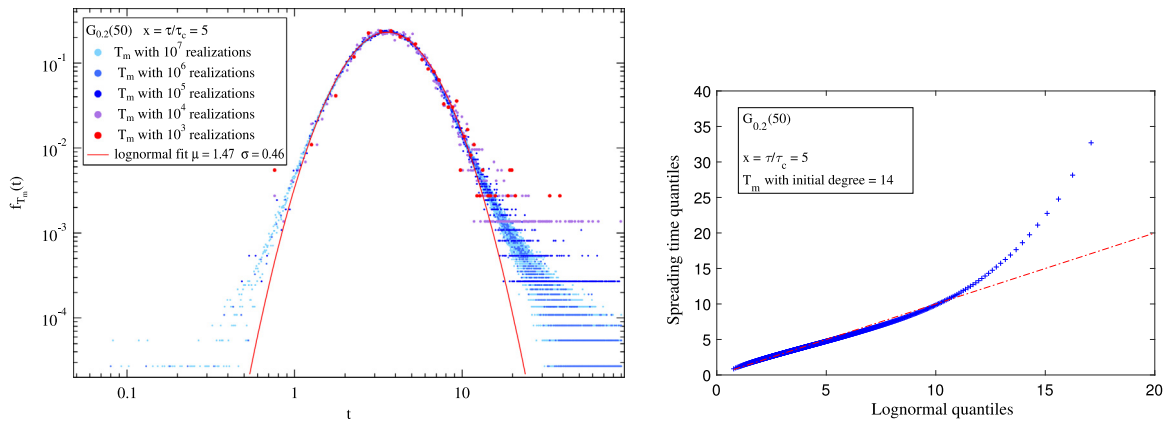 G0.2(50) x = τ/τc = 5
Tm with 10^7 realizations
Tm with 10^6 realizations
Tm with 10^5 realizations
Tm with 10^4 realizations
Tm with 10^3 realizations
lognormal fit μ = 1.47 σ = 0.46
10^-1
10^-2
10^-3
10^-4
fTm(t)
0.1 1 10
t
G0.2(50)
x = τ/τc = 5
Tm with initial degree = 14
40
35
30
25
20
15
10
5
0
Spreading time quantiles
0 5 10 15 20
Lognormal quantiles